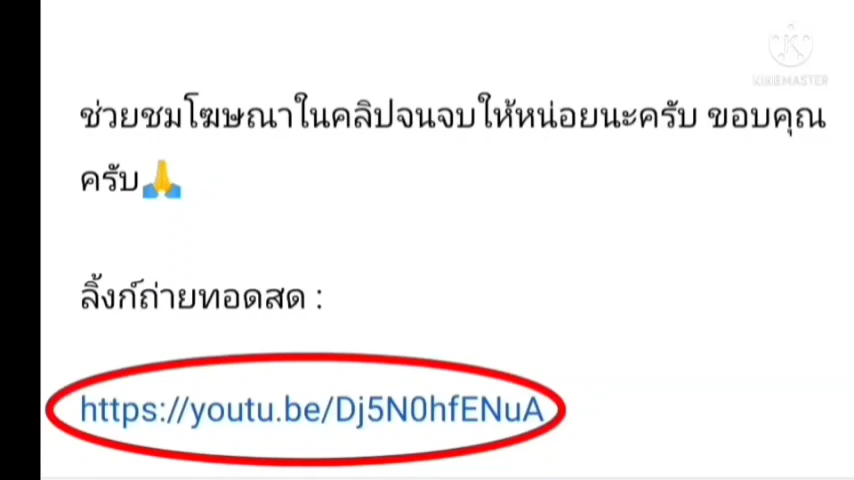 KINEMASTER
ช่วยชมโฆษณาในคลิปจนจบให้หน่อยนะครับ ขอบคุณ
ครับ🙏
ลิ้งก์ถ่ายทอดสด :
https://youtu.be/Dj5N0hfENuA